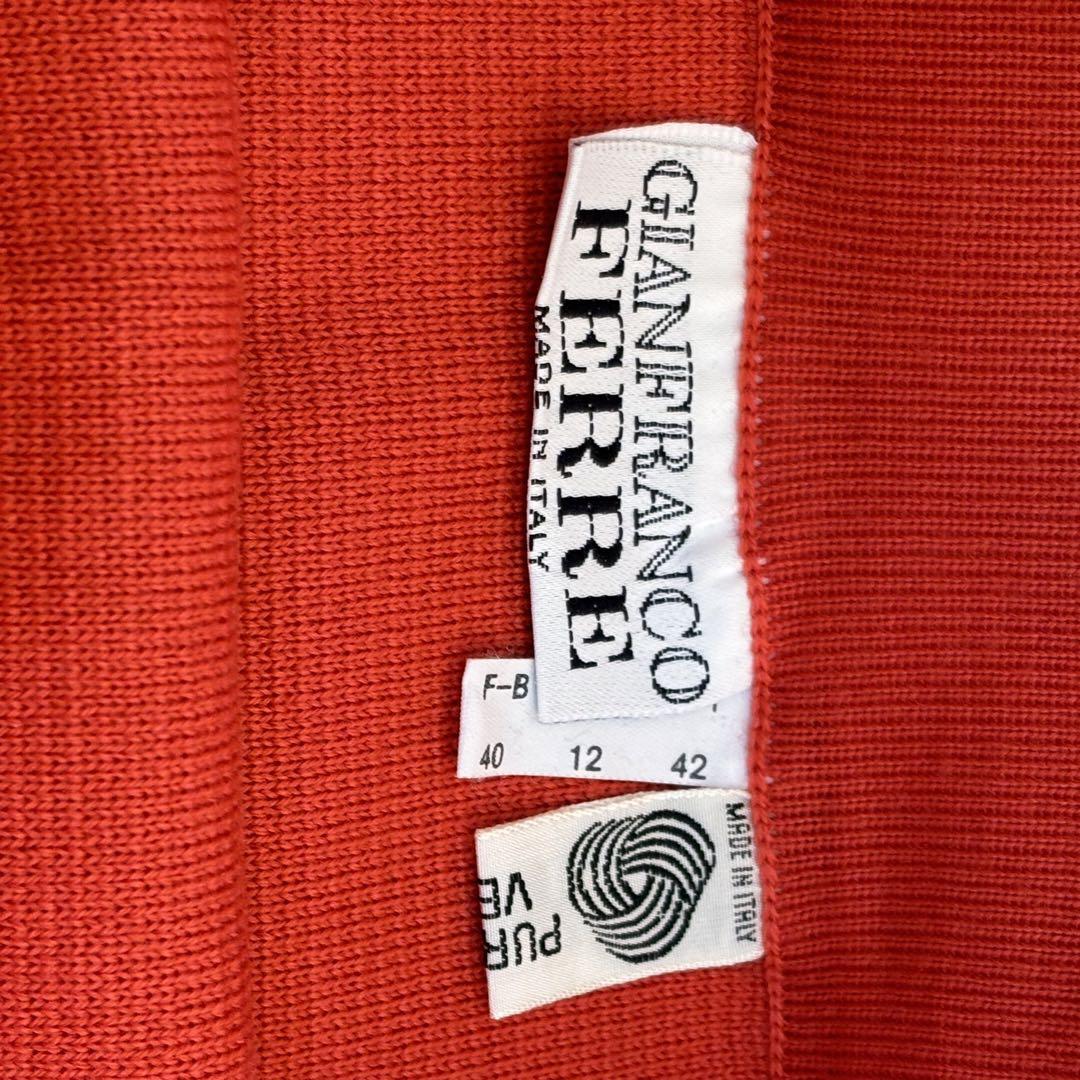 GIANFRANCO
FERRE
MADE IN ITALY
F-B
40 12 42
MADE IN ITALY
PUR